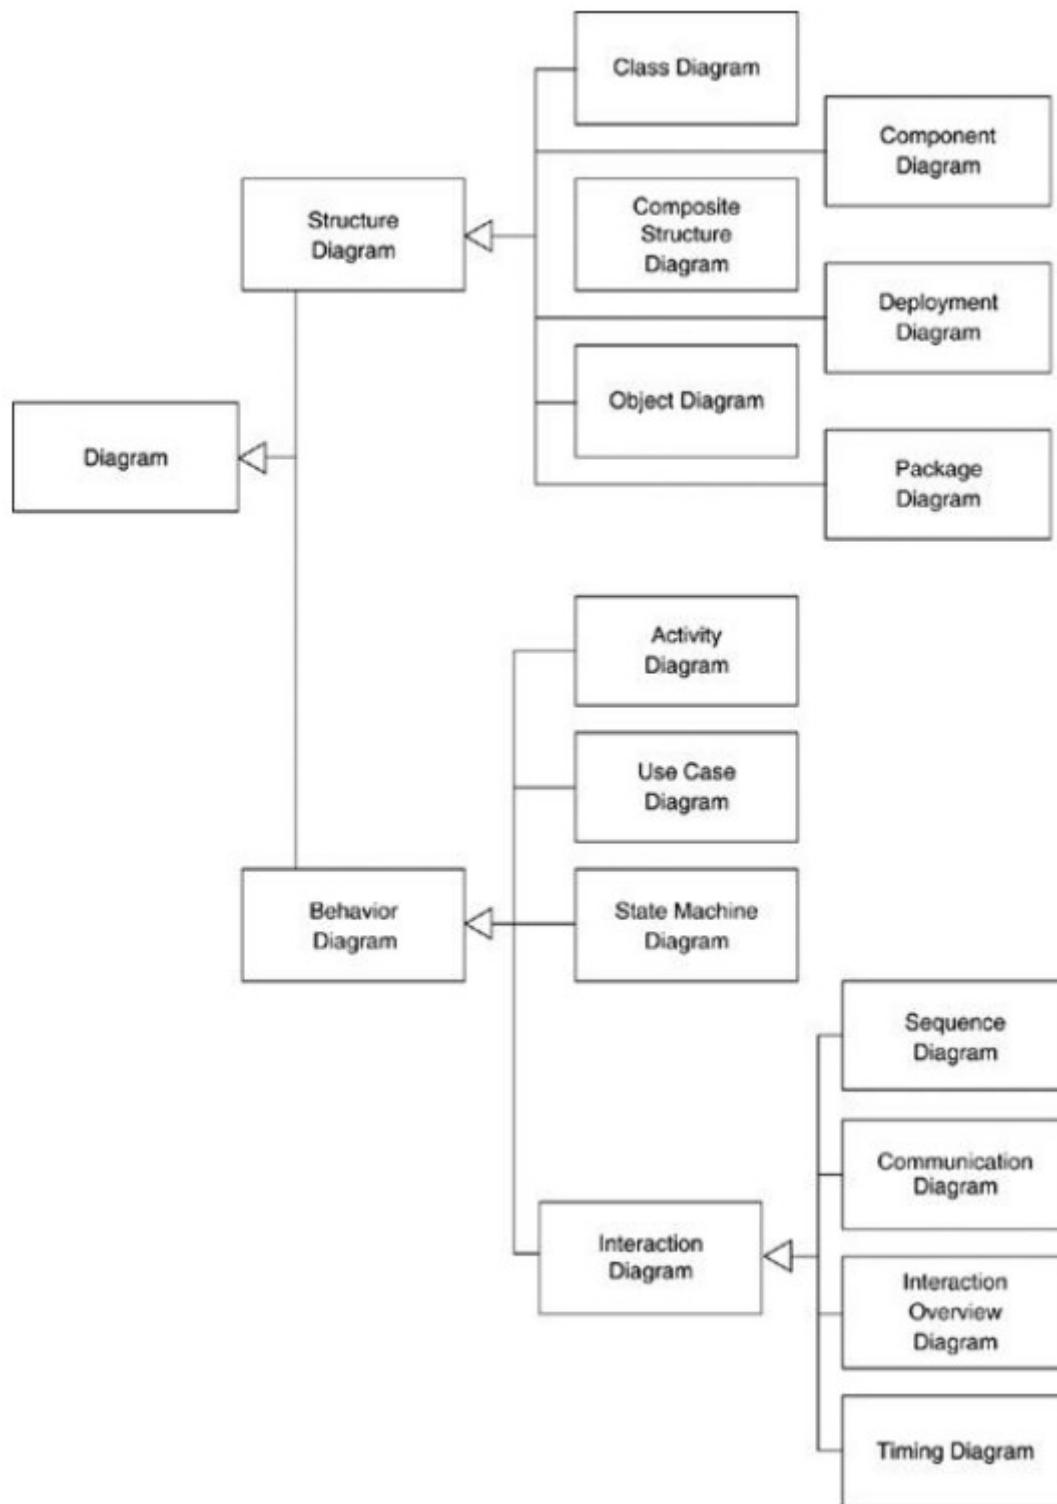 Class Diagram
Component
Diagram
Structure
Diagram
Composite
Structure
Diagram
Deployment
Diagram
Object Diagram
Diagram
Package
Diagram
Activity
Diagram
Use Case
Diagram
Behavior
Diagram
State Machine
Diagram
Sequence
Diagram
Communication
Diagram
Interaction
Diagram
Interaction
Overview
Diagram
Timing Diagram